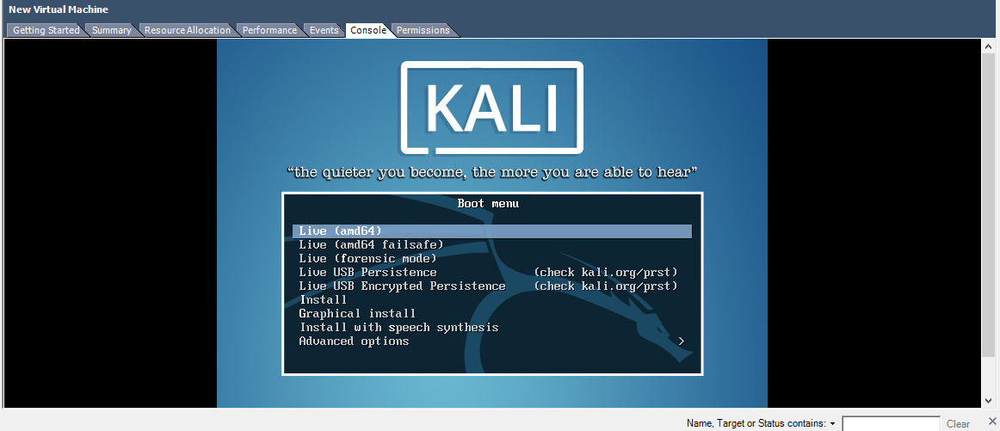 New Virtual Machine
Getting Started Summary Resource Allocation Performance Events Console Permissions
KALI
“the quieter you become, the more you are able to hear”
Boot menu
Live (amd64)
Live (amd64 failsafe)
Live (forensic mode)
Live USB Persistence (check kali.org/prst)
Live USB Encrypted Persistence (check kali.org/prst)
Install
Graphical install
Install with speech synthesis
Advanced options >
Name, Target or Status contains: Clear